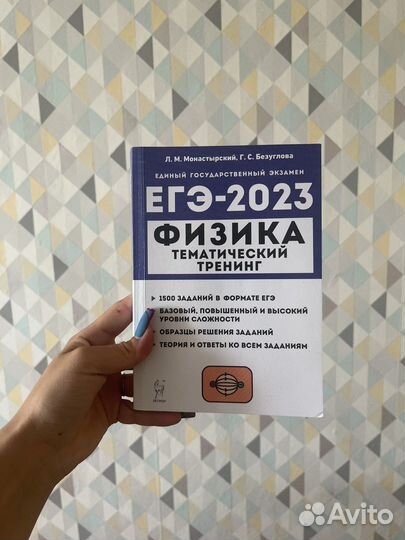 Л. М. Монастырский, Г. С. Безуглова
ЕДИНЫЙ ГОСУДАРСТВЕННЫЙ ЭКЗАМЕН
ЕГЭ-2023
ФИЗИКА
ТЕМАТИЧЕСКИЙ
ТРЕНИНГ
1500 ЗАДАНИЙ В ФОРМАТЕ ЕГЭ
БАЗОВЫЙ, ПОВЫШЕННЫЙ И ВЫСОКИЙ
УРОВНИ СЛОЖНОСТИ
ОБРАЗЦЫ РЕШЕНИЯ ЗАДАНИЙ
ТЕОРИЯ И ОТВЕТЫ КО ВСЕМ ЗАДАНИЯМ
Avito